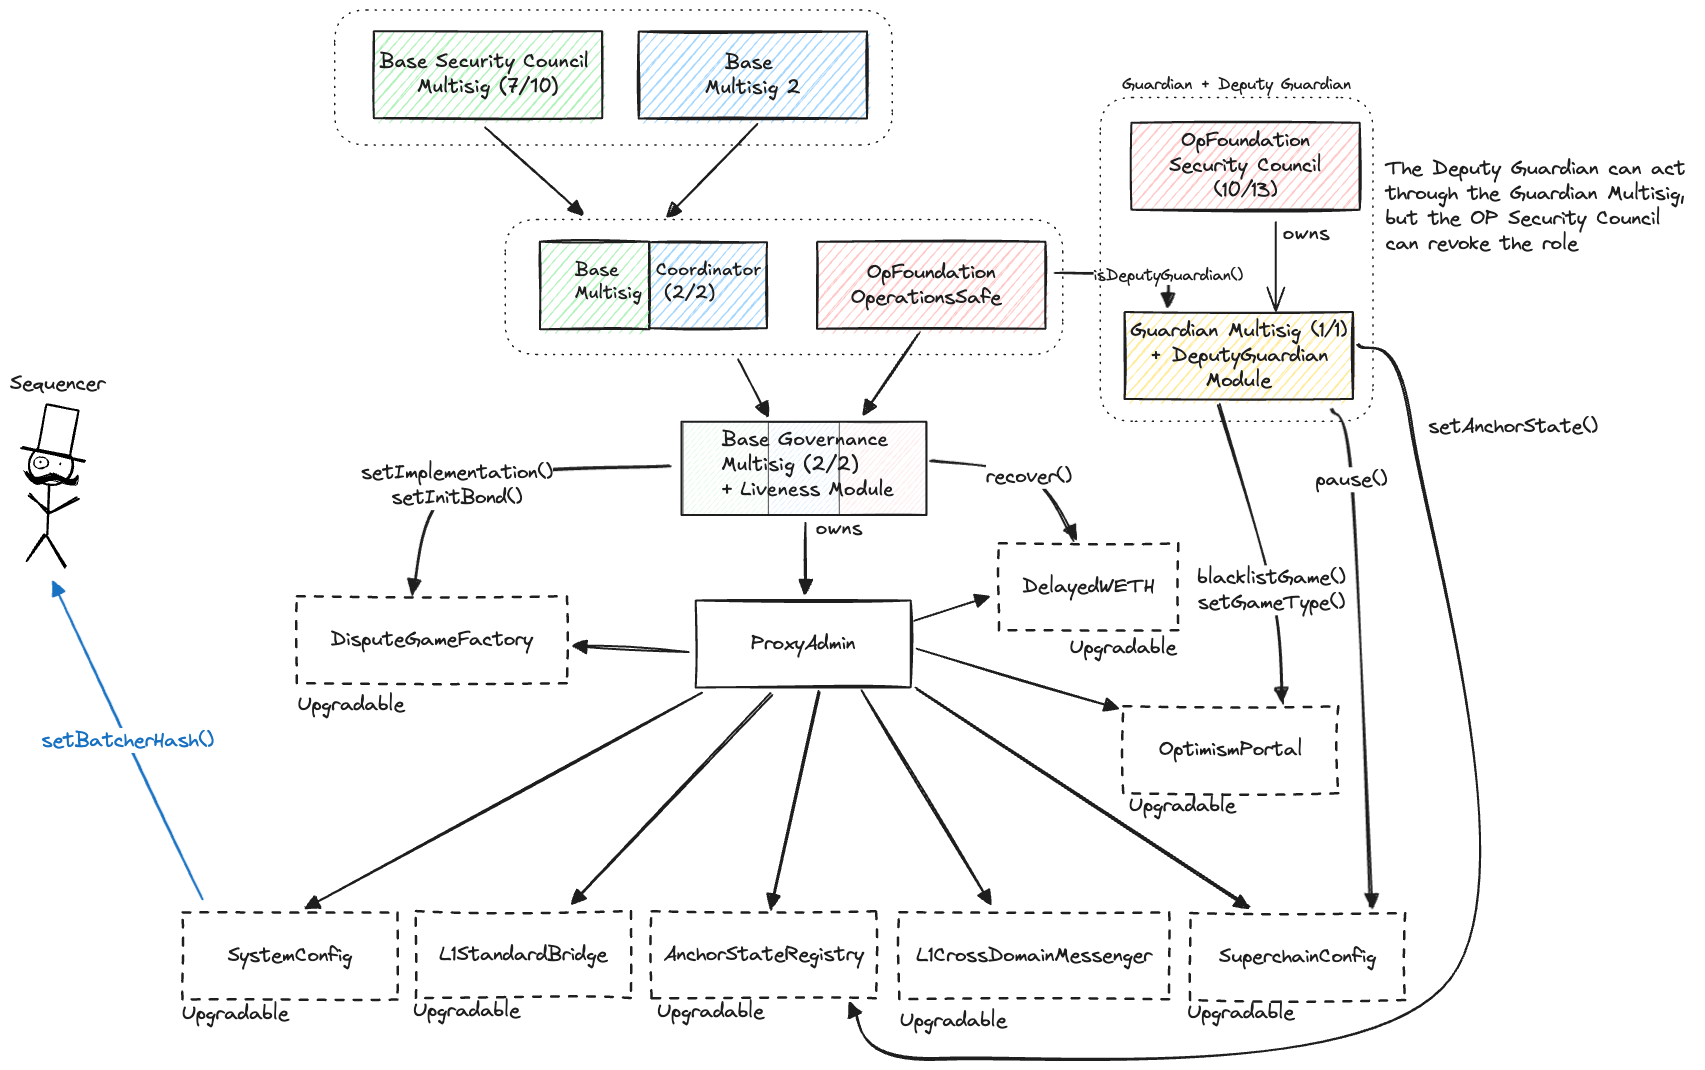 Base Security Council
Multisig (7/10)
Base
Multisig 2
Guardian + Deputy Guardian
OpFoundation
Security Council
(10/13)
The Deputy Guardian can act
through the Guardian Multisig,
but the OP Security Council
can revoke the role
owns
Base
Multisig
Coordinator
(2/2)
OpFoundation
OperationsSafe
isDeputyGuardian()
Guardian Multisig (1/1)
+ DeputyGuardian
Module
Sequencer
setAnchorState()
Base Governance
Multisig (2/2)
+ Liveness Module
setImplementation()
setInitBond()
recover()
pause()
owns
blacklistGame()
setGameType()
DelayedWETH
Upgradable
DisputeGameFactory
Upgradable
ProxyAdmin
setBatcherHash()
OptimismPortal
Upgradable
SystemConfig
Upgradable
L1StandardBridge
Upgradable
AnchorStateRegistry
Upgradable
L1CrossDomainMessenger
Upgradable
SuperchainConfig
Upgradable